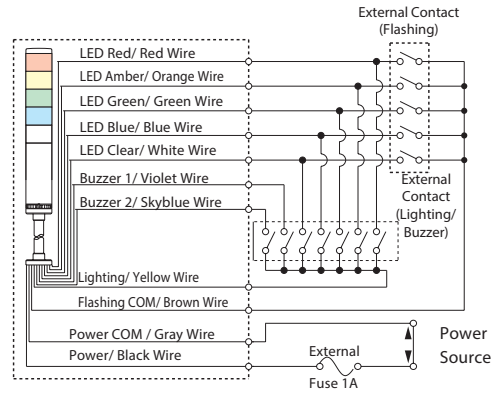 External Contact
(Flashing)
LED Red/ Red Wire
LED Amber/ Orange Wire
LED Green/ Green Wire
LED Blue/ Blue Wire
LED Clear/ White Wire
Buzzer 1/ Violet Wire
Buzzer 2/ Skyblue Wire
External
Contact
(Lighting/
Buzzer)
Lighting/ Yellow Wire
Flashing COM/ Brown Wire
Power COM / Gray Wire
Power/ Black Wire
External
Fuse 1A
Power
Source